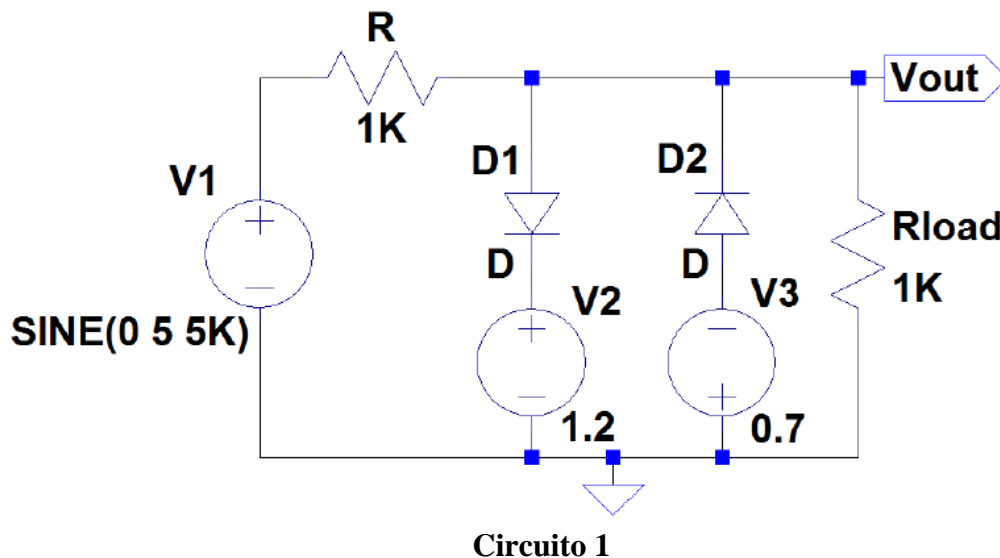 R
1K
Vout
V1
SINE(0 5 5K)
D1
D
V2
1.2
D2
D
V3
0.7
Rload
1K
Circuito 1